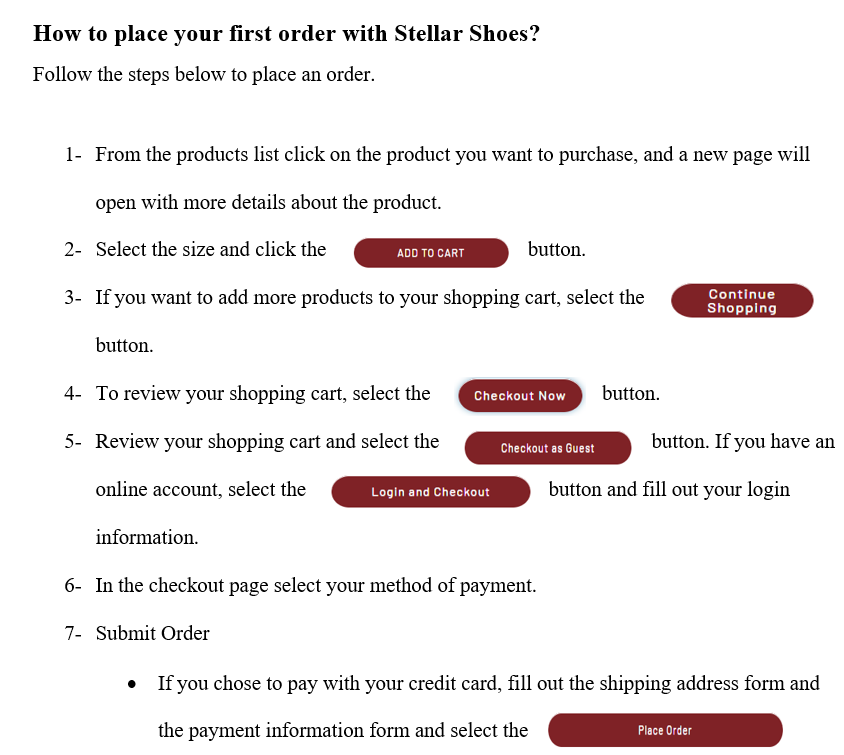 How to place your first order with Stellar Shoes?
Follow the steps below to place an order.
1- From the products list click on the product you want to purchase, and a new page will
open with more details about the product.
2- Select the size and click the ADD TO CART button.
3- If you want to add more products to your shopping cart, select the Continue Shopping
button.
4- To review your shopping cart, select the Checkout Now button.
5- Review your shopping cart and select the Checkout as Guest button. If you have an
online account, select the Login and Checkout button and fill out your login
information.
6- In the checkout page select your method of payment.
7- Submit Order
• If you chose to pay with your credit card, fill out the shipping address form and
the payment information form and select the Place Order